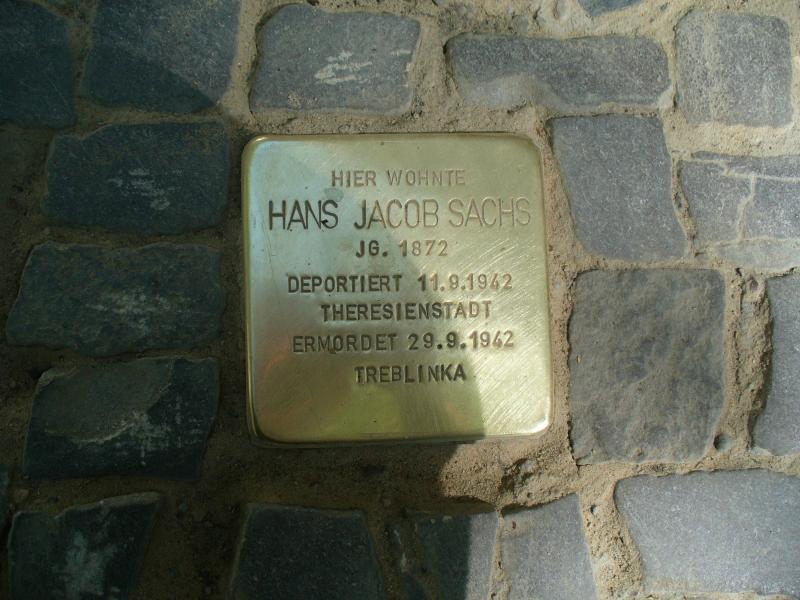 HIER WOHNTE
HANS JACOB SACHS
JG. 1872
DEPORTIERT 11.9.1942
THERESIENSTADT
ERMORDET 29.9.1942
TREBLINKA